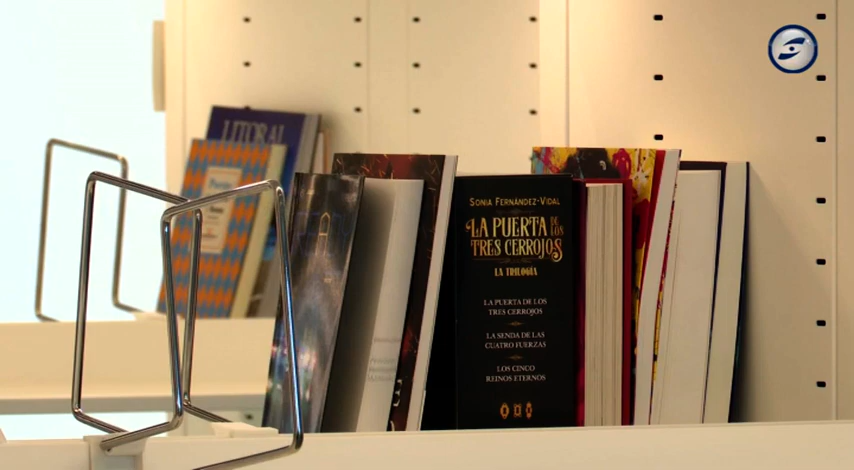 LITORAL
SONIA FERNÁNDEZ-VIDAL
LA PUERTA DE LOS
TRES CERROJOS
LA TRILOGÍA
LA PUERTA DE LOS
TRES CERROJOS
LA SENDA DE LAS
CUATRO FUERZAS
LOS CINCO
REINOS ETERNOS